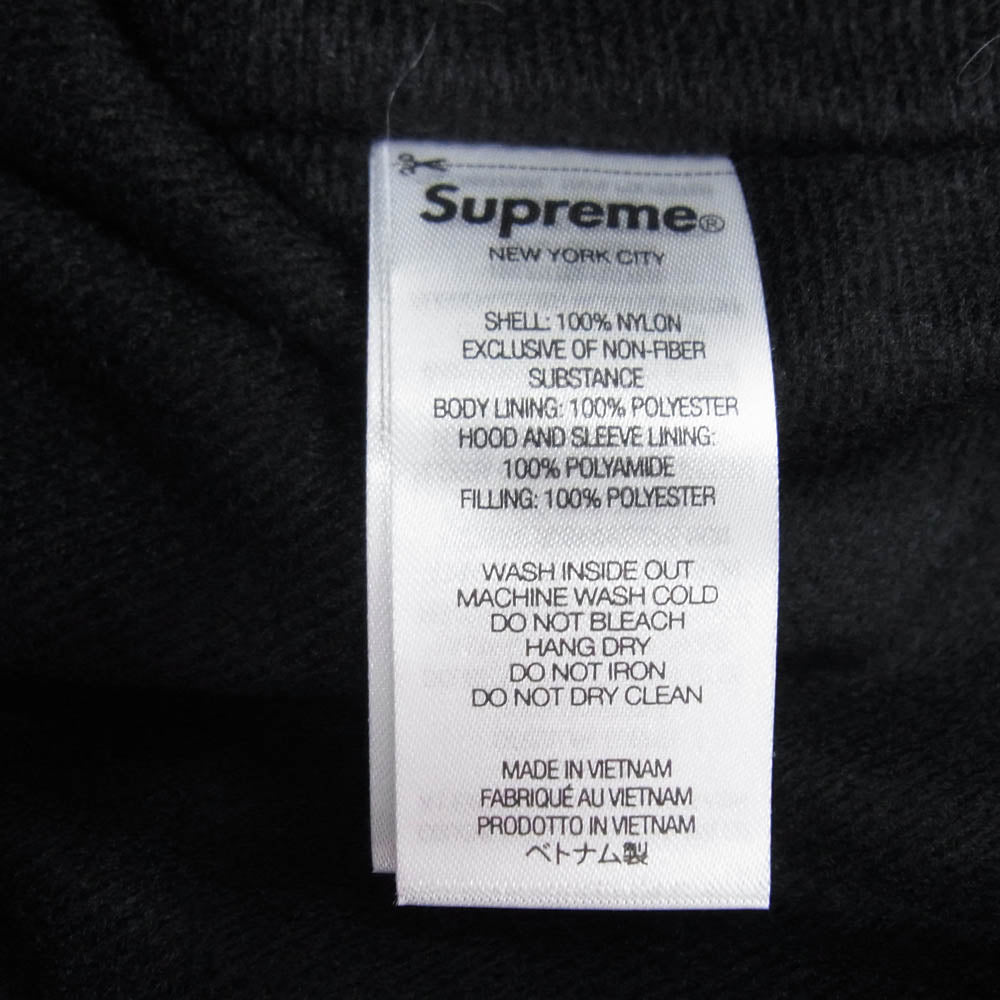 Supreme®
NEW YORK CITY
SHELL: 100% NYLON
EXCLUSIVE OF NON-FIBER
SUBSTANCE
BODY LINING: 100% POLYESTER
HOOD AND SLEEVE LINING:
100% POLYAMIDE
FILLING: 100% POLYESTER
WASH INSIDE OUT
MACHINE WASH COLD
DO NOT BLEACH
HANG DRY
DO NOT IRON
DO NOT DRY CLEAN
MADE IN VIETNAM
FABRIQUÉ AU VIETNAM
PRODOTTO IN VIETNAM
ベトナム製